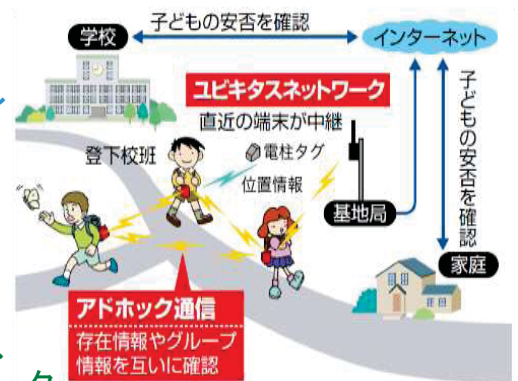 学校
子どもの安否を確認
インターネット
ユビキタスネットワーク
直近の端末が中継
登下校班
電柱タグ
位置情報
基地局
子どもの安否を確認
家庭
アドホック通信
存在情報やグループ
情報を互いに確認